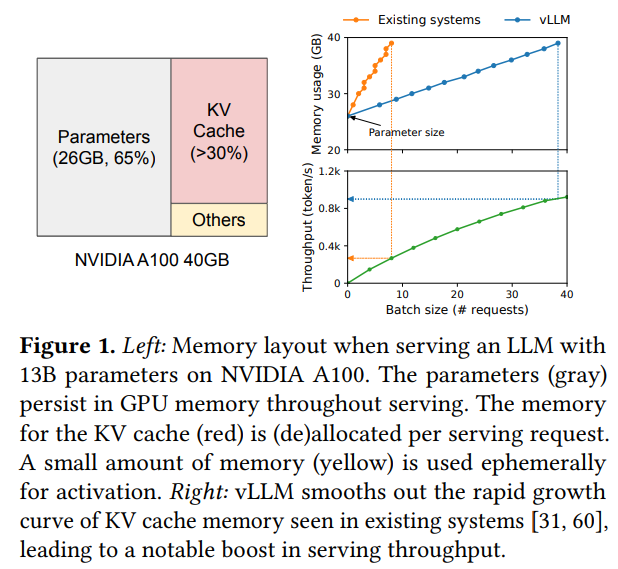 Parameters
(26GB, 65%)
KV
Cache
(>30%)
Others
NVIDIA A100 40GB
Existing systems
vLLM
Memory usage (GB)
40
30
20
Parameter size
Throughput (token/s)
1.2k
0.8k
0.4k
0
0
10
20
30
40
Batch size (# requests)
Figure 1. Left: Memory layout when serving an LLM with
13B parameters on NVIDIA A100. The parameters (gray)
persist in GPU memory throughout serving. The memory
for the KV cache (red) is (de)allocated per serving request.
A small amount of memory (yellow) is used ephemerally
for activation. Right: vLLM smooths out the rapid growth
curve of KV cache memory seen in existing systems [31, 60],
leading to a notable boost in serving throughput.